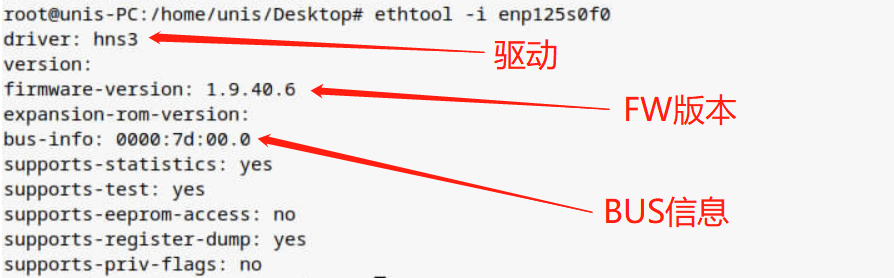 root@unis-PC:/home/unis/Desktop# ethtool -i enp125s0f0
driver: hns3
驱动
version:
firmware-version: 1.9.40.6
FW版本
expansion-rom-version:
bus-info: 0000:7d:00.0
supports-statistics: yes
supports-test: yes
BUS信息
supports-eeprom-access: no
supports-register-dump: yes
supports-priv-flags: no